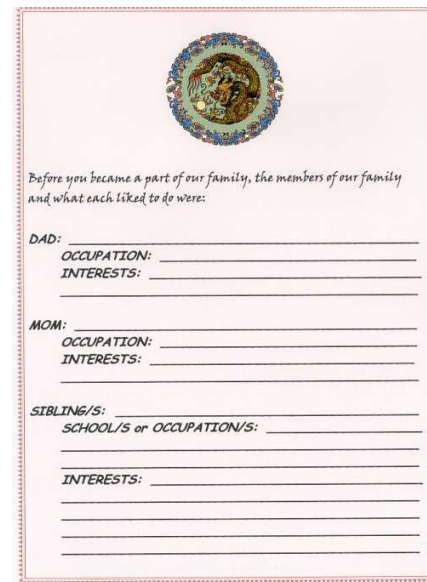 Before you became a part of our family, the members of our family
and what each liked to do were:
DAD:
OCCUPATION:
INTERESTS:
MOM:
OCCUPATION:
INTERESTS:
SIBLING/S:
SCHOOL/S or OCCUPATION/S:
INTERESTS: